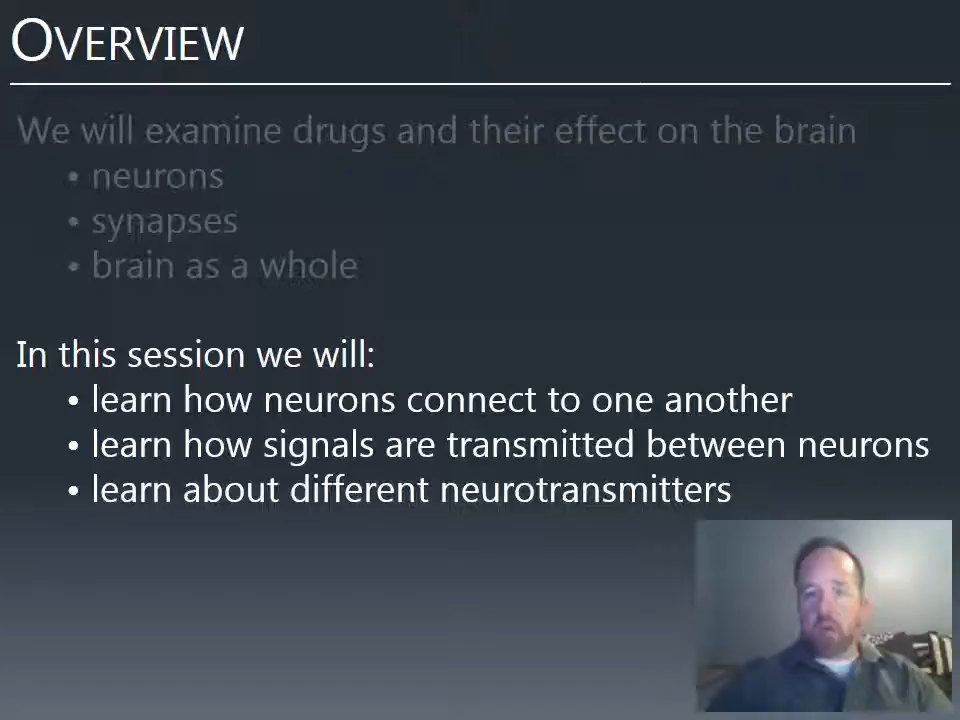 OVERVIEW
We will examine drugs and their effect on the brain
• neurons
• synapses
• brain as a whole
In this session we will:
• learn how neurons connect to one another
• learn how signals are transmitted between neurons
• learn about different neurotransmitters